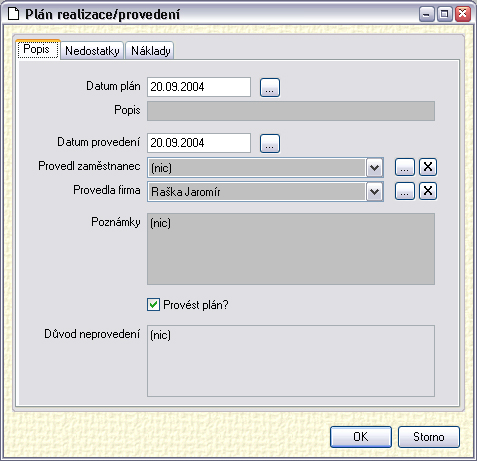 Plán realizace/provedení
Popis Nedostatky Náklady
Datum plán 20.09.2004 ...
Popis
Datum provedení 20.09.2004 ...
Provedl zaměstnanec (nic) ... X
Provedla firma Raška Jaromír ... X
Poznámky (nic)
Provést plán?
Důvod neprovedení (nic)
OK Storno